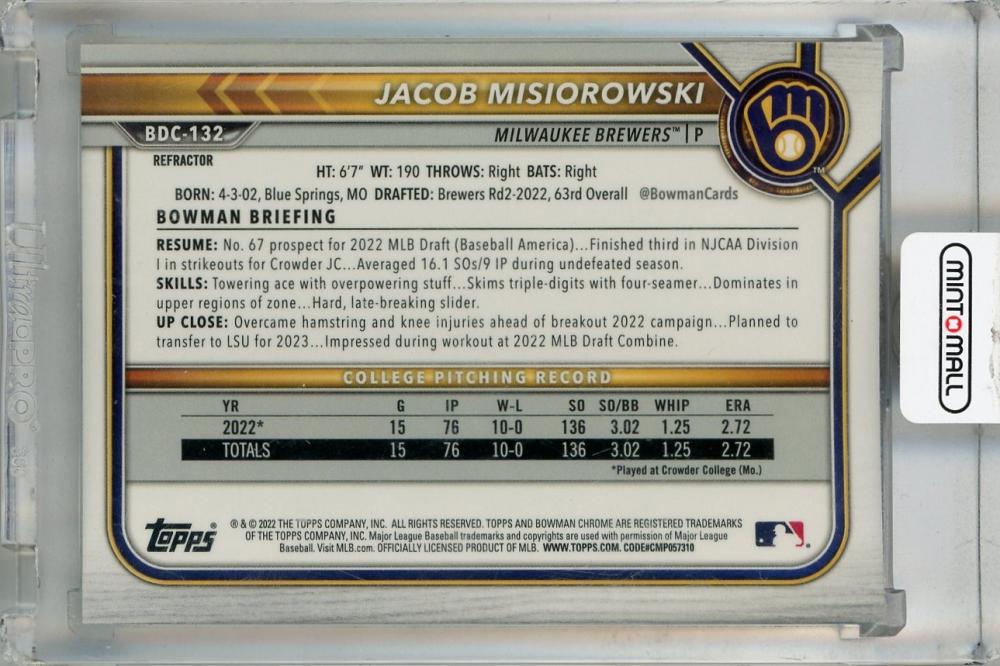 JACOB MISIOROWSKI
BDC-132
MILWAUKEE BREWERS™ | P
REFRACTOR
HT: 6'7" WT: 190 THROWS: Right BATS: Right
BORN: 4-3-02, Blue Springs, MO DRAFTED: Brewers Rd2-2022, 63rd Overall @BowmanCards
BOWMAN BRIEFING
RESUME: No. 67 prospect for 2022 MLB Draft (Baseball America)...Finished third in NJCAA Division
I in strikeouts for Crowder JC...Averaged 16.1 SOs/9 IP during undefeated season.
SKILLS: Towering ace with overpowering stuff...Skims triple-digits with four-seamer...Dominates in
upper regions of zone...Hard, late-breaking slider.
UP CLOSE: Overcame hamstring and knee injuries ahead of breakout 2022 campaign...Planned to
transfer to LSU for 2023...Impressed during workout at 2022 MLB Draft Combine.
COLLEGE PITCHING RECORD
YR G IP W-L SO SO/BB WHIP ERA
2022* 15 76 10-0 136 3.02 1.25 2.72
TOTALS 15 76 10-0 136 3.02 1.25 2.72
*Played at Crowder College (Mo.)
TOPPS®
® & © 2022 THE TOPPS COMPANY, INC. ALL RIGHTS RESERVED. TOPPS AND BOWMAN CHROME ARE REGISTERED TRADEMARKS
OF THE TOPPS COMPANY, INC. Major League Baseball trademarks and copyrights are used with permission of Major League
Baseball. Visit MLB.com. OFFICIALLY LICENSED PRODUCT OF MLB. WWW.TOPPS.COM. CODE#CMP057310
MINT MALL
Ultra·PRO